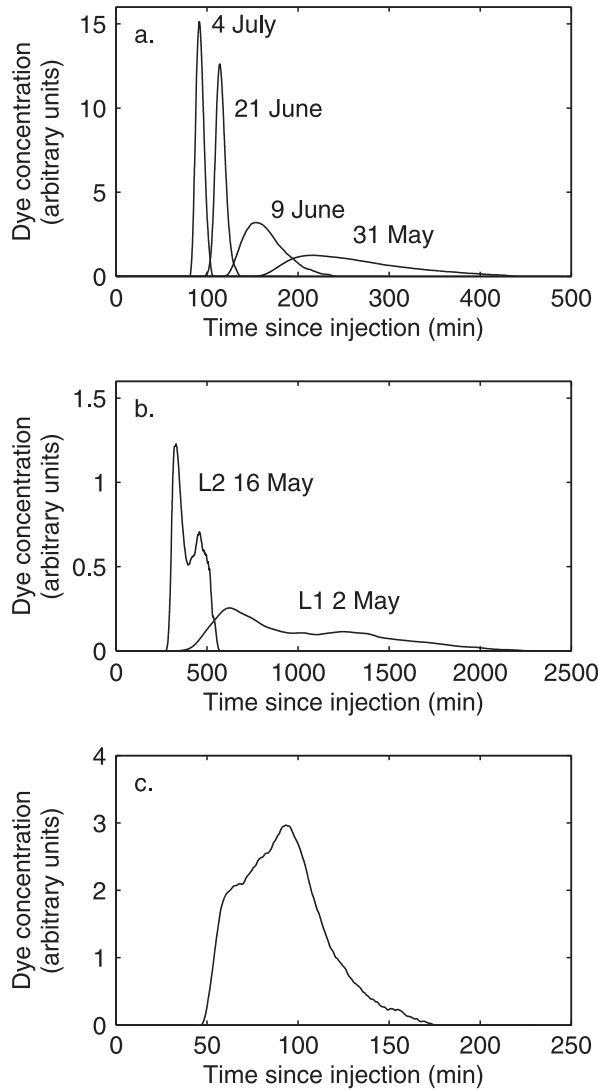 a.
4 July
21 June
9 June
31 May
15
10
5
0
0 100 200 300 400 500
Dye concentration
(arbitrary units)
Time since injection (min)
b.
L2 16 May
L1 2 May
1.5
1
0.5
0
0 500 1000 1500 2000 2500
Dye concentration
(arbitrary units)
Time since injection (min)
c.
4
3
2
1
0
0 50 100 150 200 250
Dye concentration
(arbitrary units)
Time since injection (min)